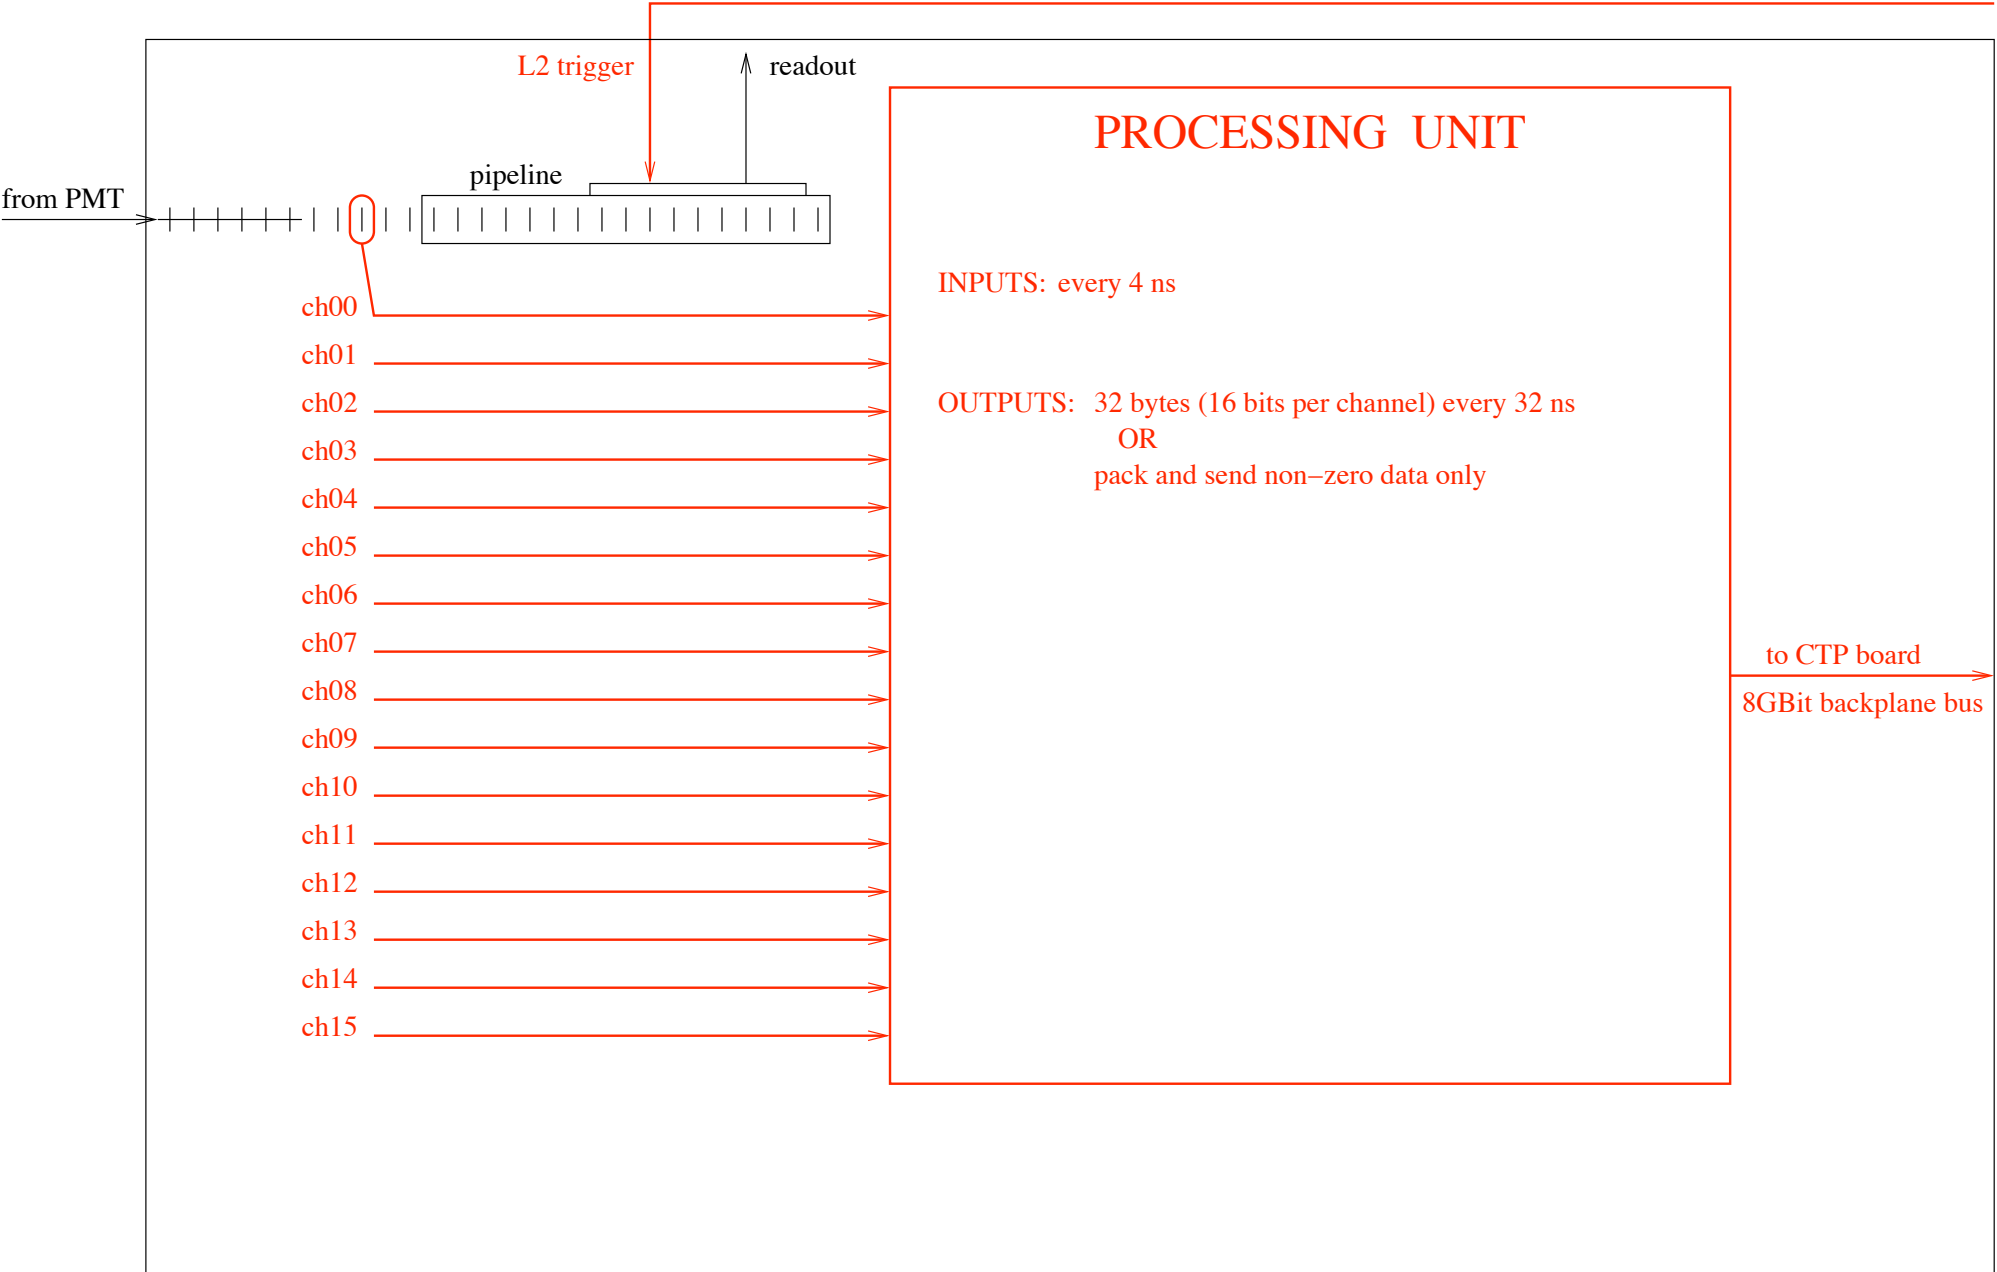 L2 trigger
readout
PROCESSING UNIT
pipeline
from PMT
INPUTS: every 4 ns
ch00
ch01
OUTPUTS: 32 bytes (16 bits per channel) every 32 ns
ch02
OR
ch03
pack and send non−zero data only
ch04
ch05
ch06
ch07
to CTP board
ch08
8GBit backplane bus
ch09
ch10
ch11
ch12
ch13
ch14
ch15